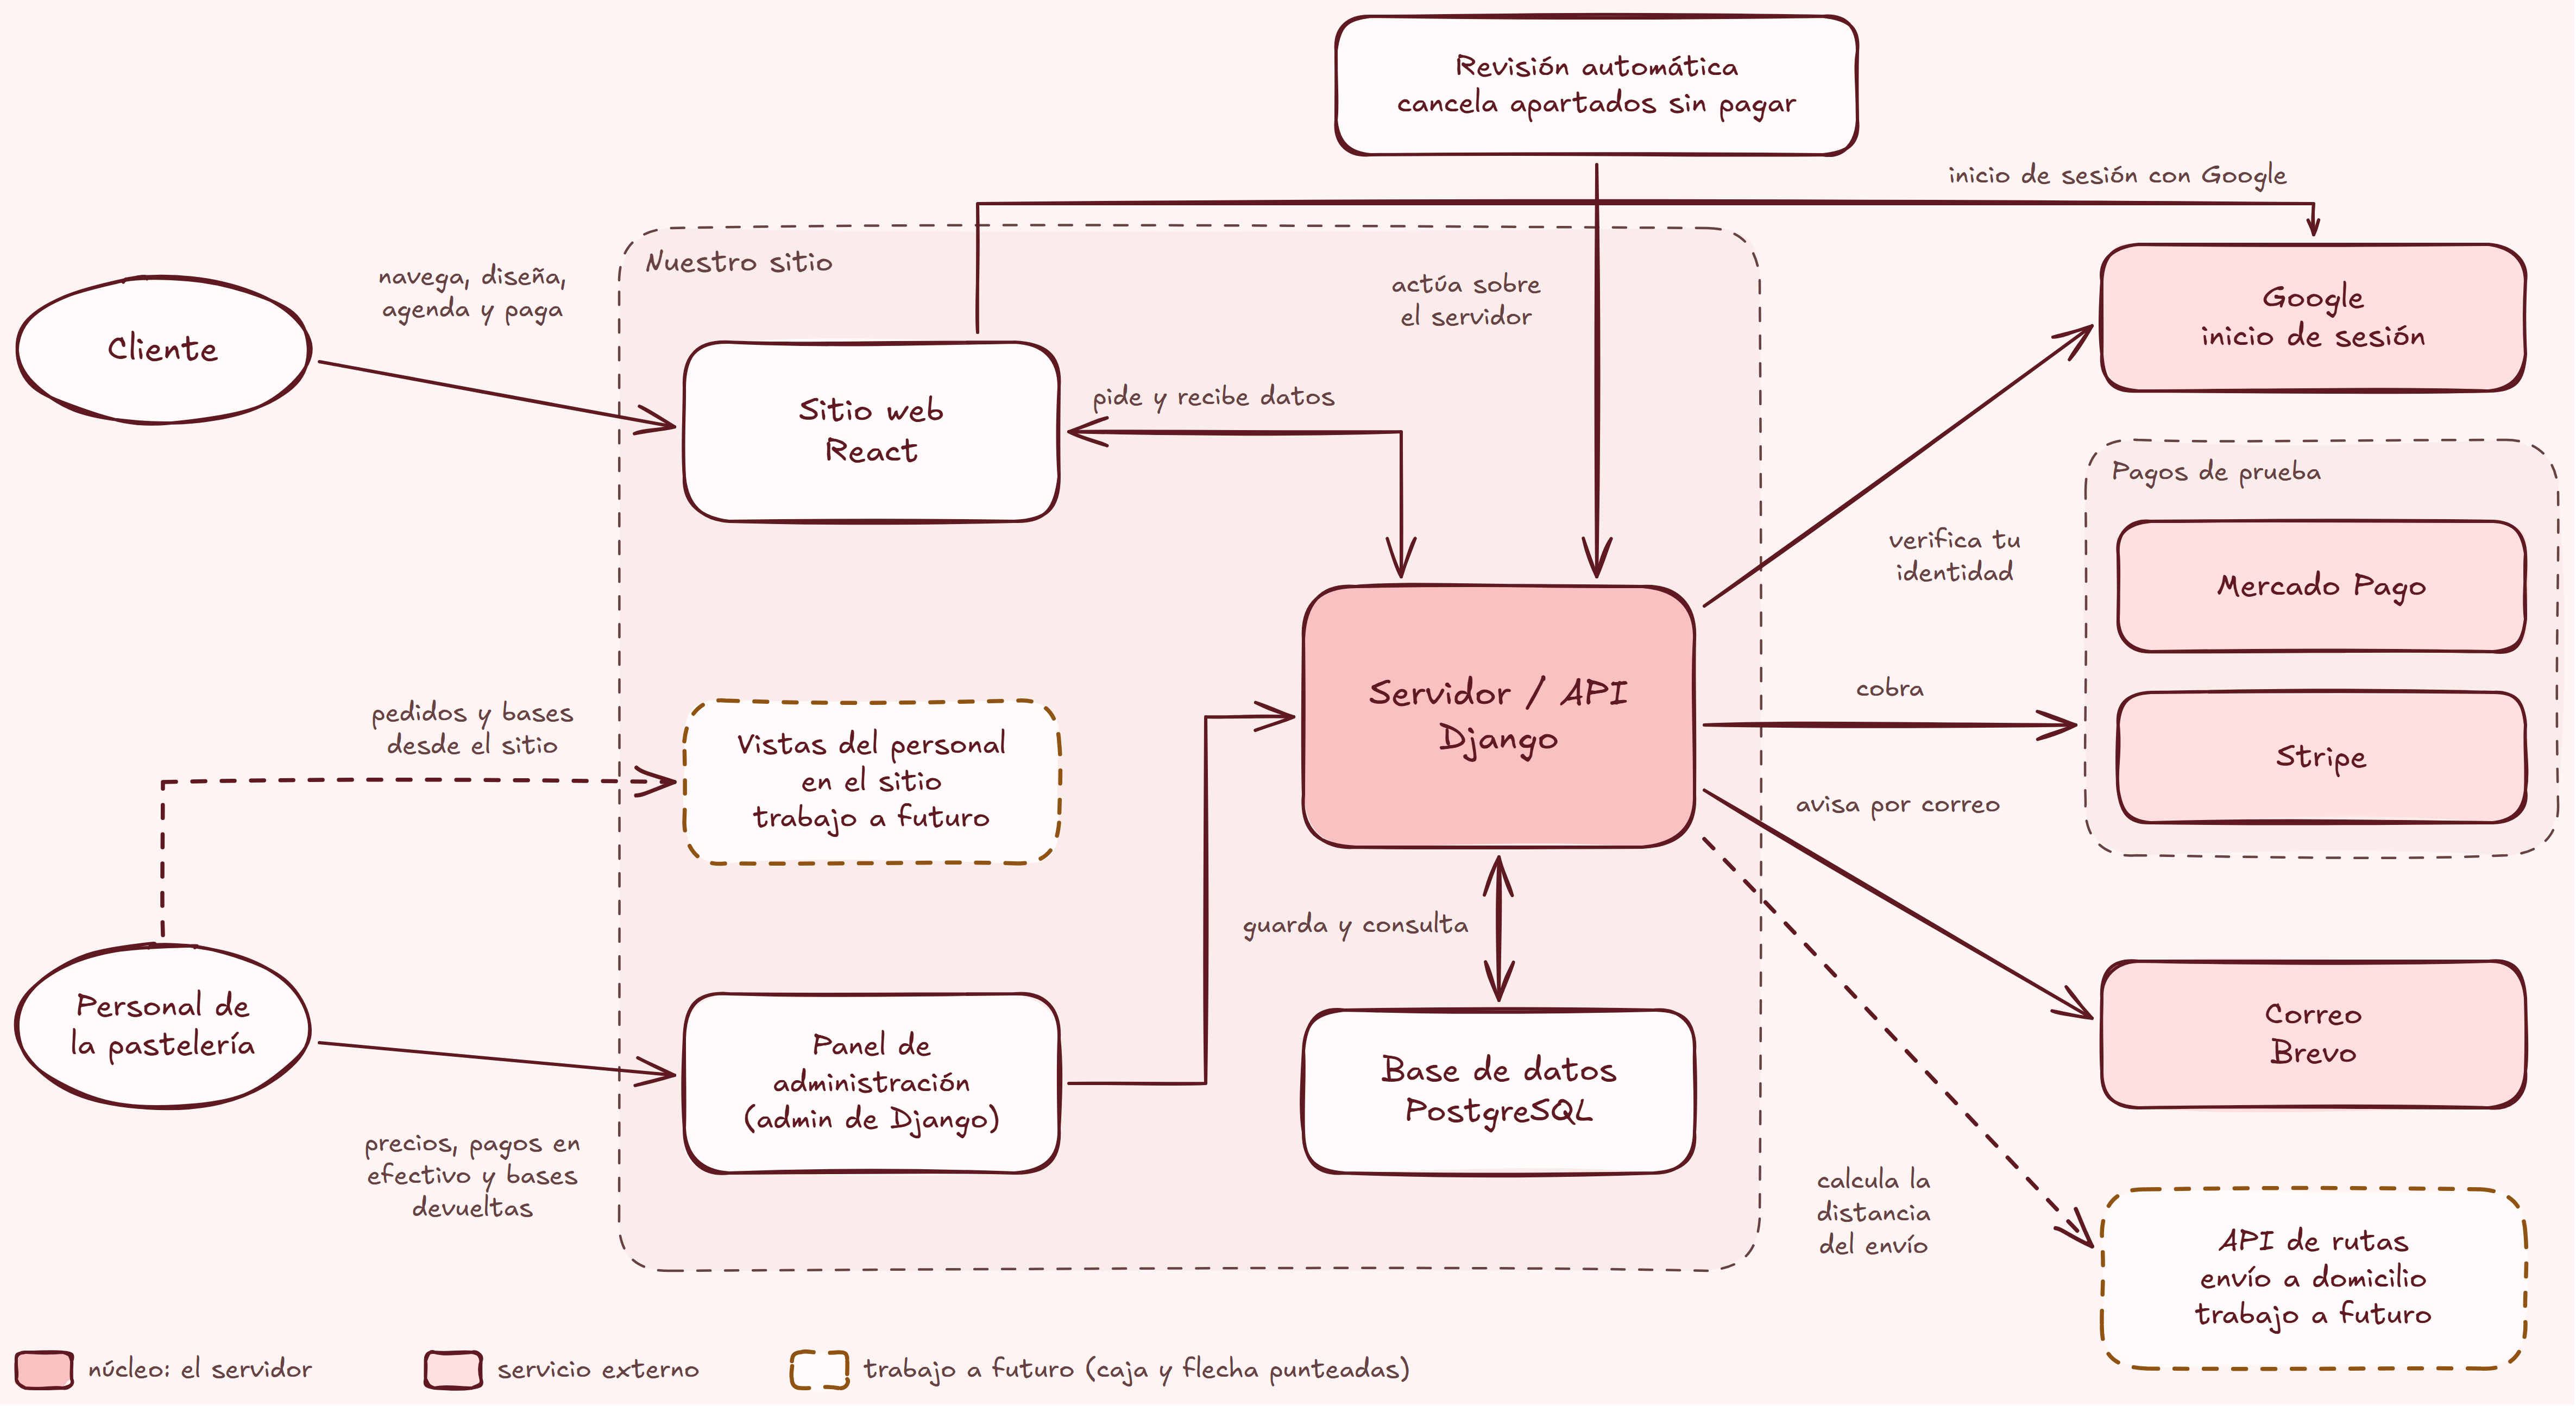 Revisión automática
cancela apartados sin pagar
inicio de sesión con Google
Nuestro sitio
navega, diseña,
agenda y paga
Cliente
actúa sobre
el servidor
Google
inicio de sesión
Sitio web
React
pide y recibe datos
Pagos de prueba
verifica tu
identidad
Mercado Pago
Servidor / API
Django
cobra
Stripe
pedidos y bases
desde el sitio
Vistas del personal
en el sitio
trabajo a futuro
avisa por correo
guarda y consulta
Personal de
la pastelería
Panel de
administración
(admin de Django)
Base de datos
PostgreSQL
Correo
Brevo
precios, pagos en
efectivo y bases
devueltas
calcula la
distancia
del envío
API de rutas
envío a domicilio
trabajo a futuro
núcleo: el servidor
servicio externo
trabajo a futuro (caja y flecha punteadas)